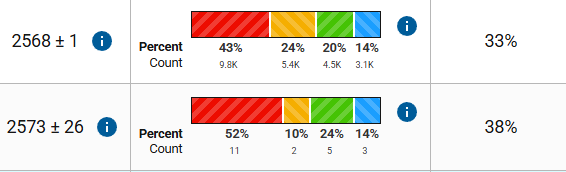 2568 ± 1 i i 33%
Percent 43% 24% 20% 14%
Count 9.8K 5.4K 4.5K 3.1K
2573 ± 26 i i 38%
Percent 52% 10% 24% 14%
Count 11 2 5 3